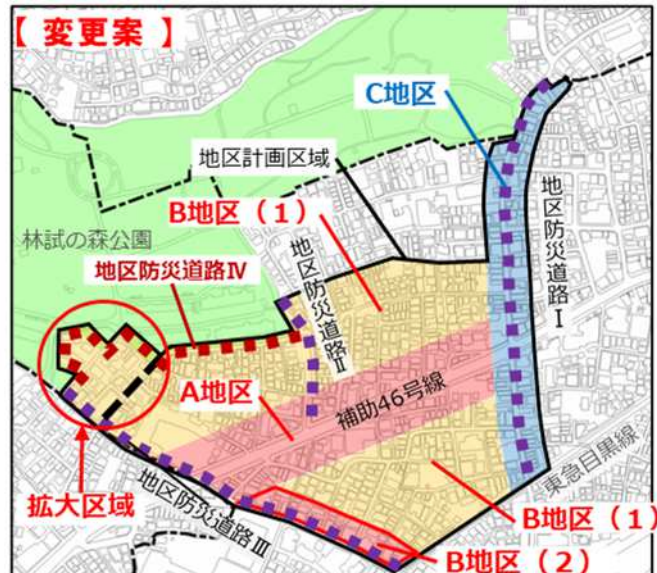 【 変更案 】
C地区
地区計画区域
B地区（1）
林試の森公園
地区防災道路Ⅳ
地区防災道路Ⅱ
地区防災道路Ⅰ
A地区
補助46号線
拡大区域
地区防災道路Ⅲ
東急目黒線
B地区（1）
B地区（2）